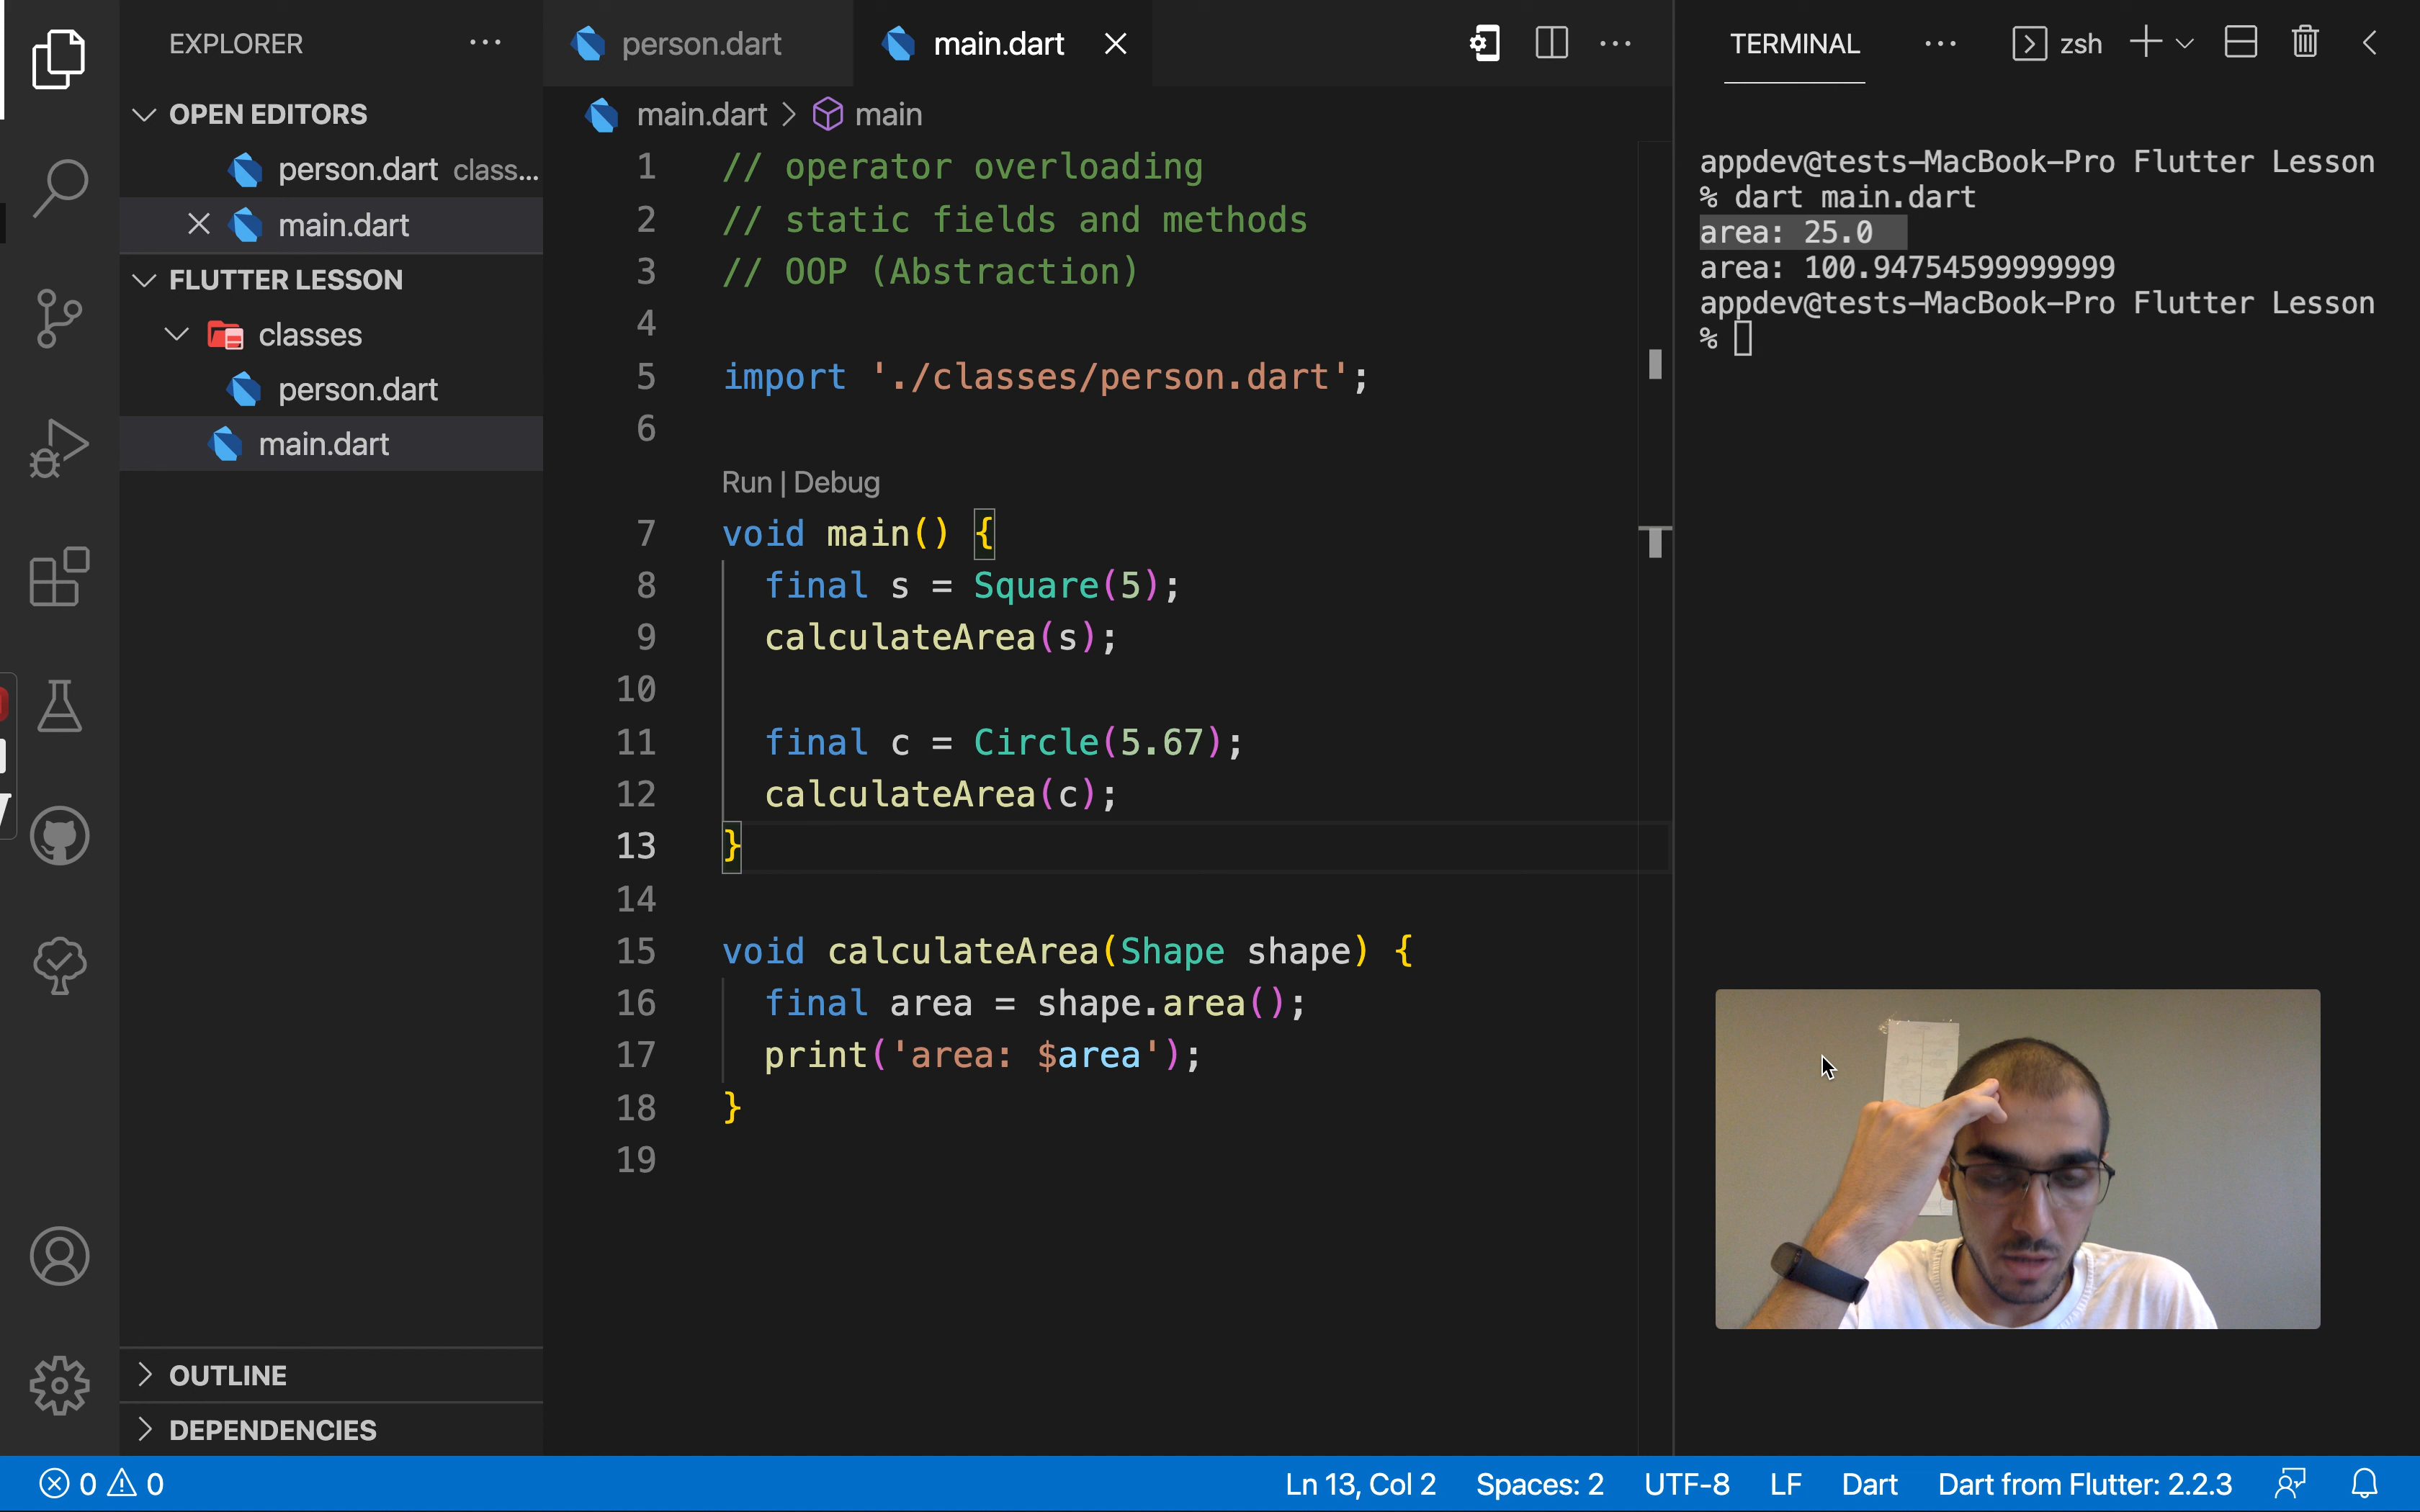 EXPLORER
OPEN EDITORS
person.dart class...
main.dart
FLUTTER LESSON
classes
person.dart
main.dart
OUTLINE
DEPENDENCIES
person.dart
main.dart
main.dart > main
1 // operator overloading
2 // static fields and methods
3 // OOP (Abstraction)
4
5 import './classes/person.dart';
6
Run | Debug
7 void main() {
8 final s = Square(5);
9 calculateArea(s);
10
11 final c = Circle(5.67);
12 calculateArea(c);
13 }
14
15 void calculateArea(Shape shape) {
16 final area = shape.area();
17 print('area: $area');
18 }
19
TERMINAL
zsh
appdev@tests-MacBook-Pro Flutter Lesson
% dart main.dart
area: 25.0
area: 100.94754599999999
appdev@tests-MacBook-Pro Flutter Lesson
%
0 0
Ln 13, Col 2 Spaces: 2 UTF-8 LF Dart Dart from Flutter: 2.2.3